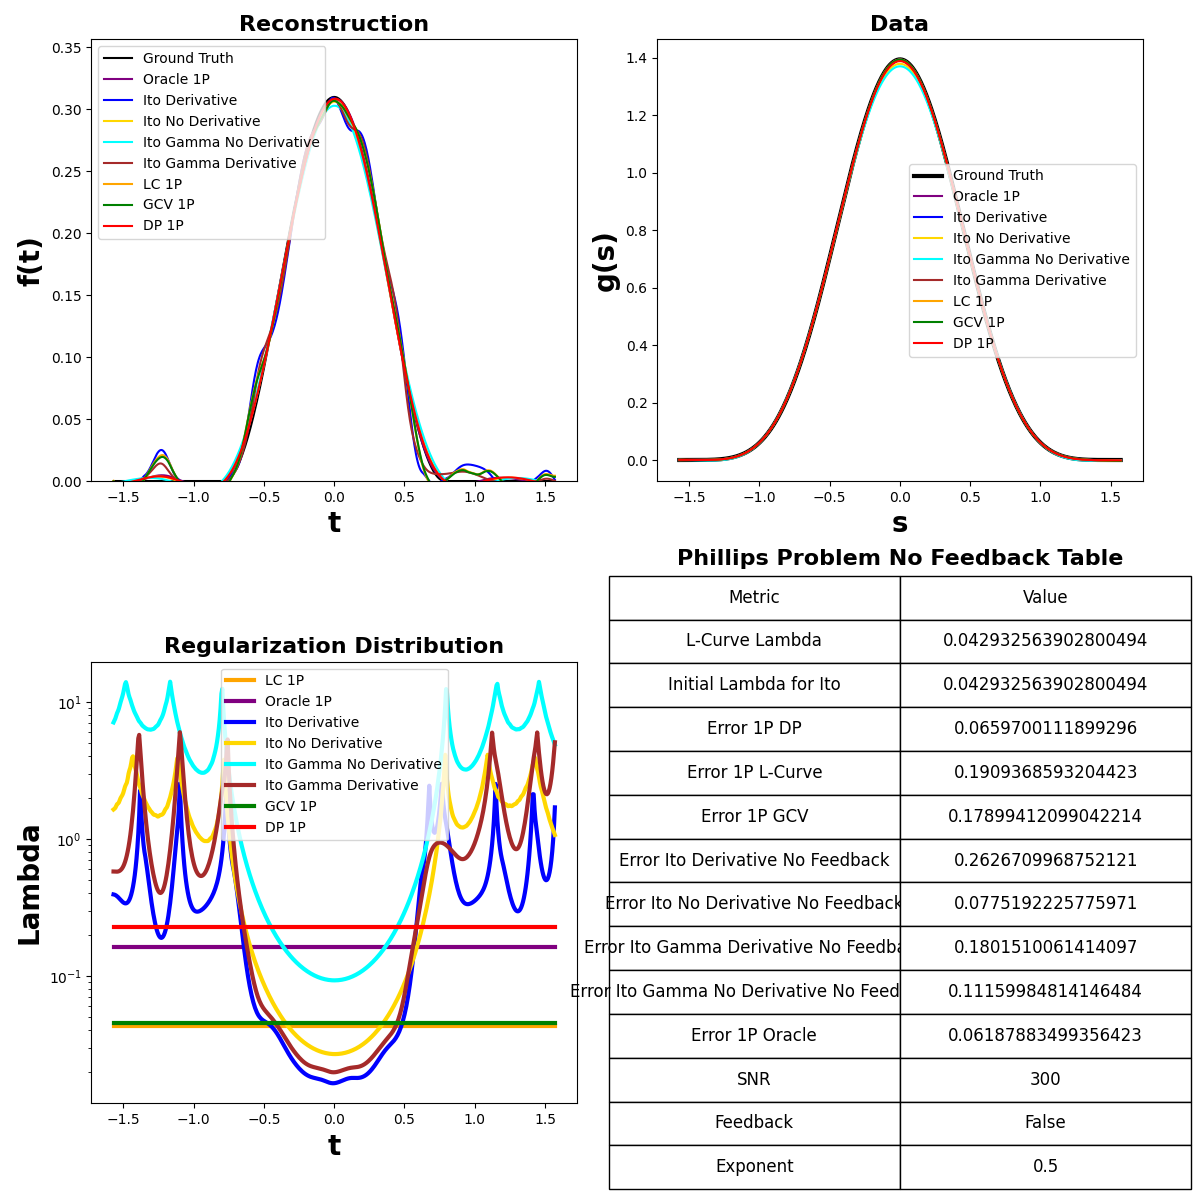 Reconstruction
0.35
0.30
0.25
0.20
0.15
0.10
0.05
0.00
f(t)
Ground Truth
Oracle 1P
Ito Derivative
Ito No Derivative
Ito Gamma No Derivative
Ito Gamma Derivative
LC 1P
GCV 1P
DP 1P
−1.5 −1.0 −0.5 0.0 0.5 1.0 1.5
t
Data
1.4
1.2
1.0
0.8
0.6
0.4
0.2
0.0
g(s)
Ground Truth
Oracle 1P
Ito Derivative
Ito No Derivative
Ito Gamma No Derivative
Ito Gamma Derivative
LC 1P
GCV 1P
DP 1P
−1.5 −1.0 −0.5 0.0 0.5 1.0 1.5
s
Regularization Distribution
10¹
10⁰
10⁻¹
Lambda
LC 1P
Oracle 1P
Ito Derivative
Ito No Derivative
Ito Gamma No Derivative
Ito Gamma Derivative
GCV 1P
DP 1P
−1.5 −1.0 −0.5 0.0 0.5 1.0 1.5
t
Phillips Problem No Feedback Table
Metric Value
L-Curve Lambda 0.042932563902800494
Initial Lambda for Ito 0.042932563902800494
Error 1P DP 0.0659700111899296
Error 1P L-Curve 0.1909368593204423
Error 1P GCV 0.17899412099042214
Error Ito Derivative No Feedback 0.2626709968752121
Error Ito No Derivative No Feedback 0.0775192225775971
Error Ito Gamma Derivative No Feedba 0.1801510061414097
Error Ito Gamma No Derivative No Feed 0.11159984814146484
Error 1P Oracle 0.06187883499356423
SNR 300
Feedback False
Exponent 0.5